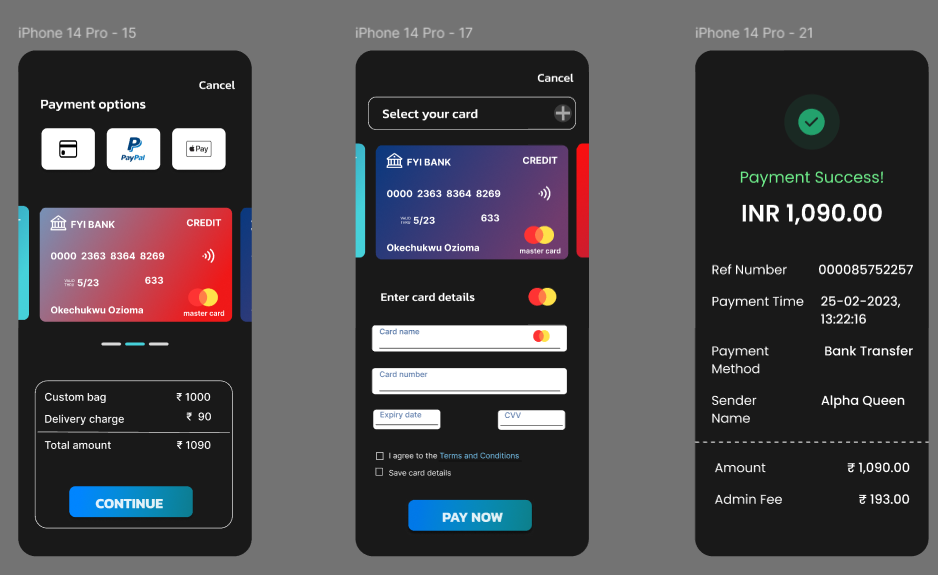 iPhone 14 Pro - 15
Cancel
Payment options
PayPal
Pay
FYI BANK CREDIT
0000 2363 8364 8269
VALID THRU 5/23 633
Okechukwu Ozioma
master card
Custom bag ₹ 1000
Delivery charge ₹ 90
Total amount ₹ 1090
CONTINUE
iPhone 14 Pro - 17
Cancel
Select your card
FYI BANK CREDIT
0000 2363 8364 8269
VALID THRU 5/23 633
Okechukwu Ozioma
master card
Enter card details
Card name
Card number
Expiry date CVV
I agree to the Terms and Conditions
Save card details
PAY NOW
iPhone 14 Pro - 21
Payment Success!
INR 1,090.00
Ref Number 000085752257
Payment Time 25-02-2023,
13:22:16
Payment Bank Transfer
Method
Sender Alpha Queen
Name
Amount ₹ 1,090.00
Admin Fee ₹ 193.00